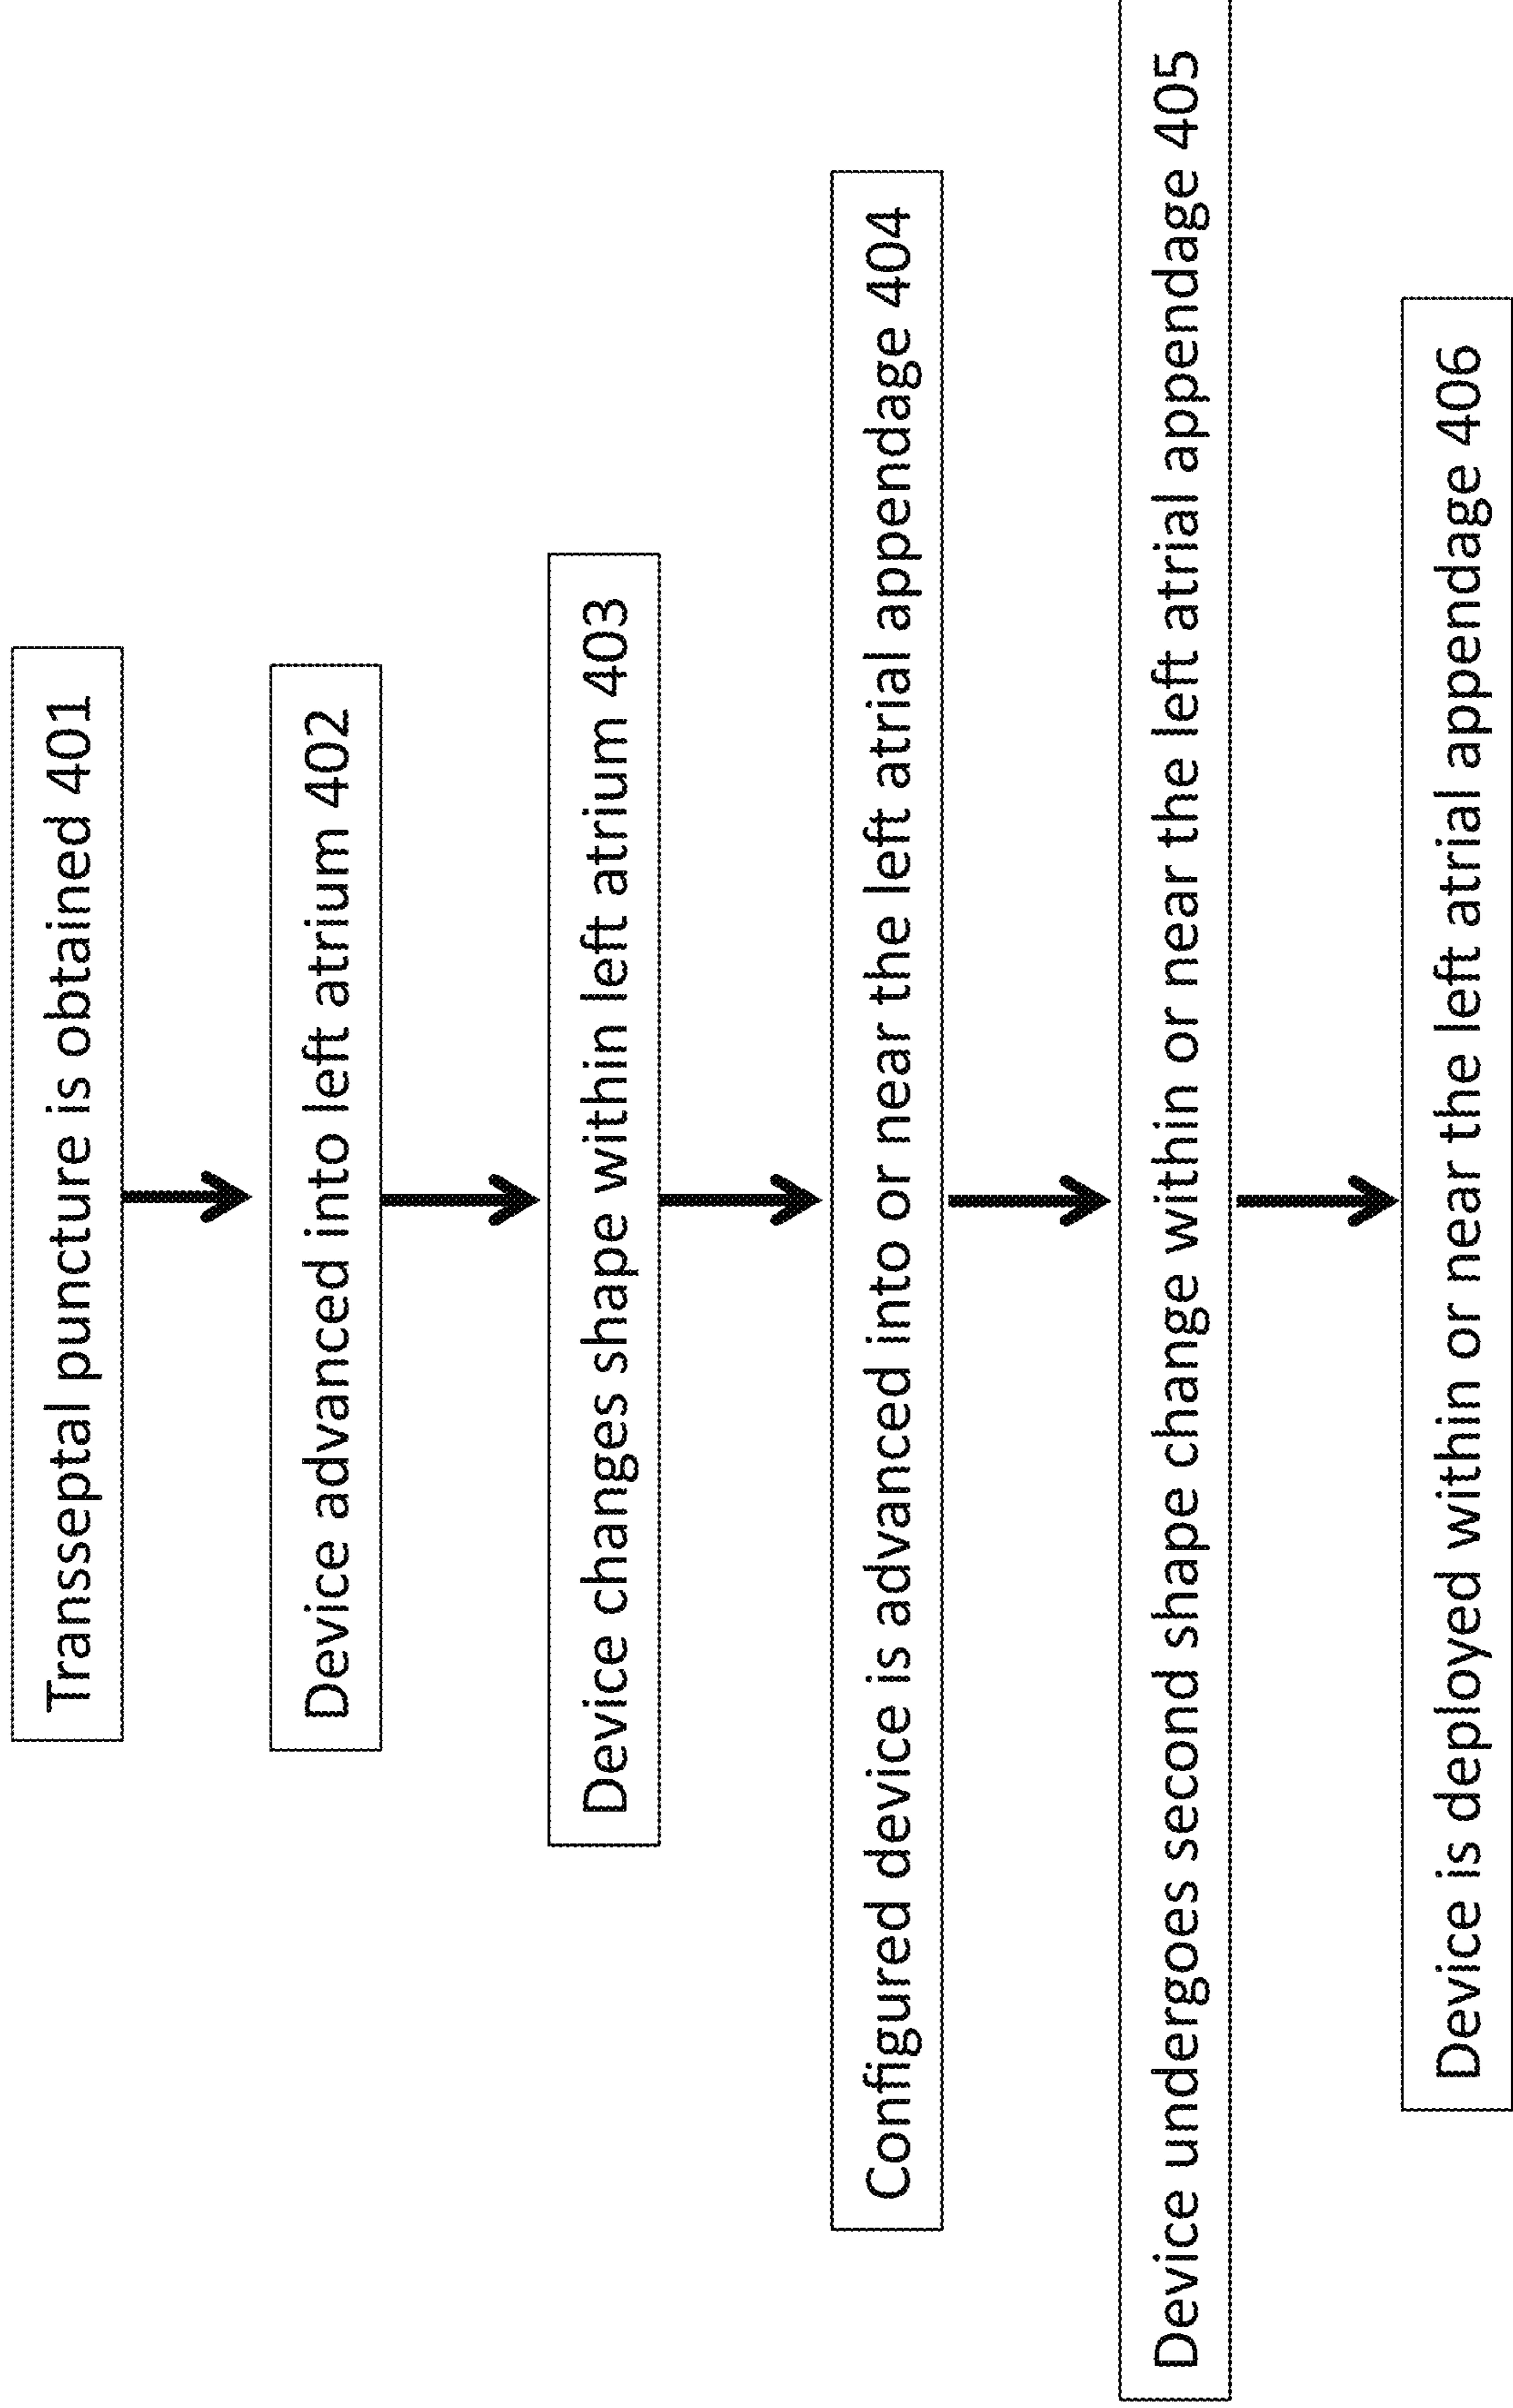 Transseptal puncture is obtained 401
Device advanced into left atrium 402
Device changes shape within left atrium 403
Configured device is advanced into or near the left atrial appendage 404
Device undergoes second shape change within or near the left atrial appendage 405
Device is deployed within or near the left atrial appendage 406